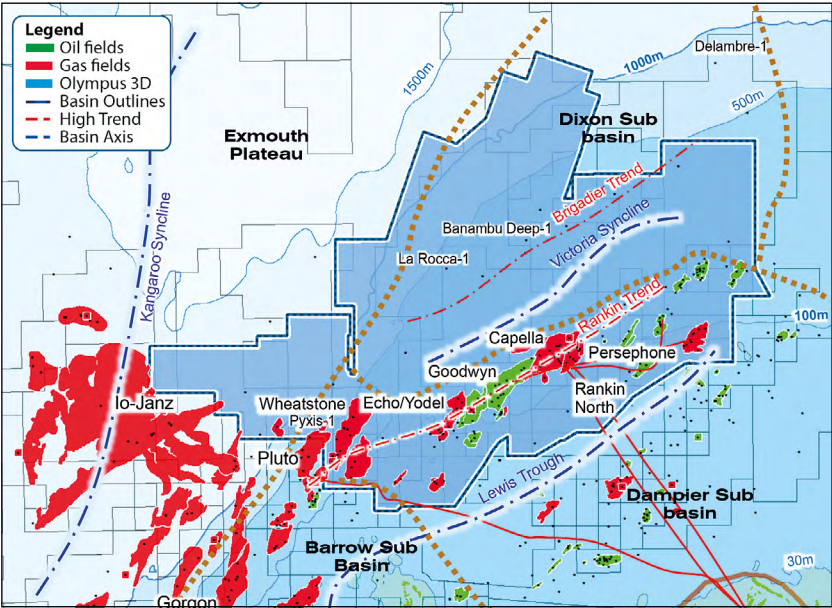 Legend
Oil fields
Gas fields
Olympus 3D
Basin Outlines
High Trend
Basin Axis
Delambre-1
1000m
1500m
500m
Exmouth
Plateau
Dixon Sub
basin
Brigadier Trend
Kangaroo Syncline
Banambu Deep-1
Victoria Syncline
La Rocca-1
Rankin Trend
100m
Capella
Persephone
Goodwyn
Rankin
North
Io-Janz
Wheatstone
Echo/Yodel
Pyxis-1
Pluto
Lewis Trough
Dampier Sub
basin
Barrow Sub
Basin
30m
Gorgon